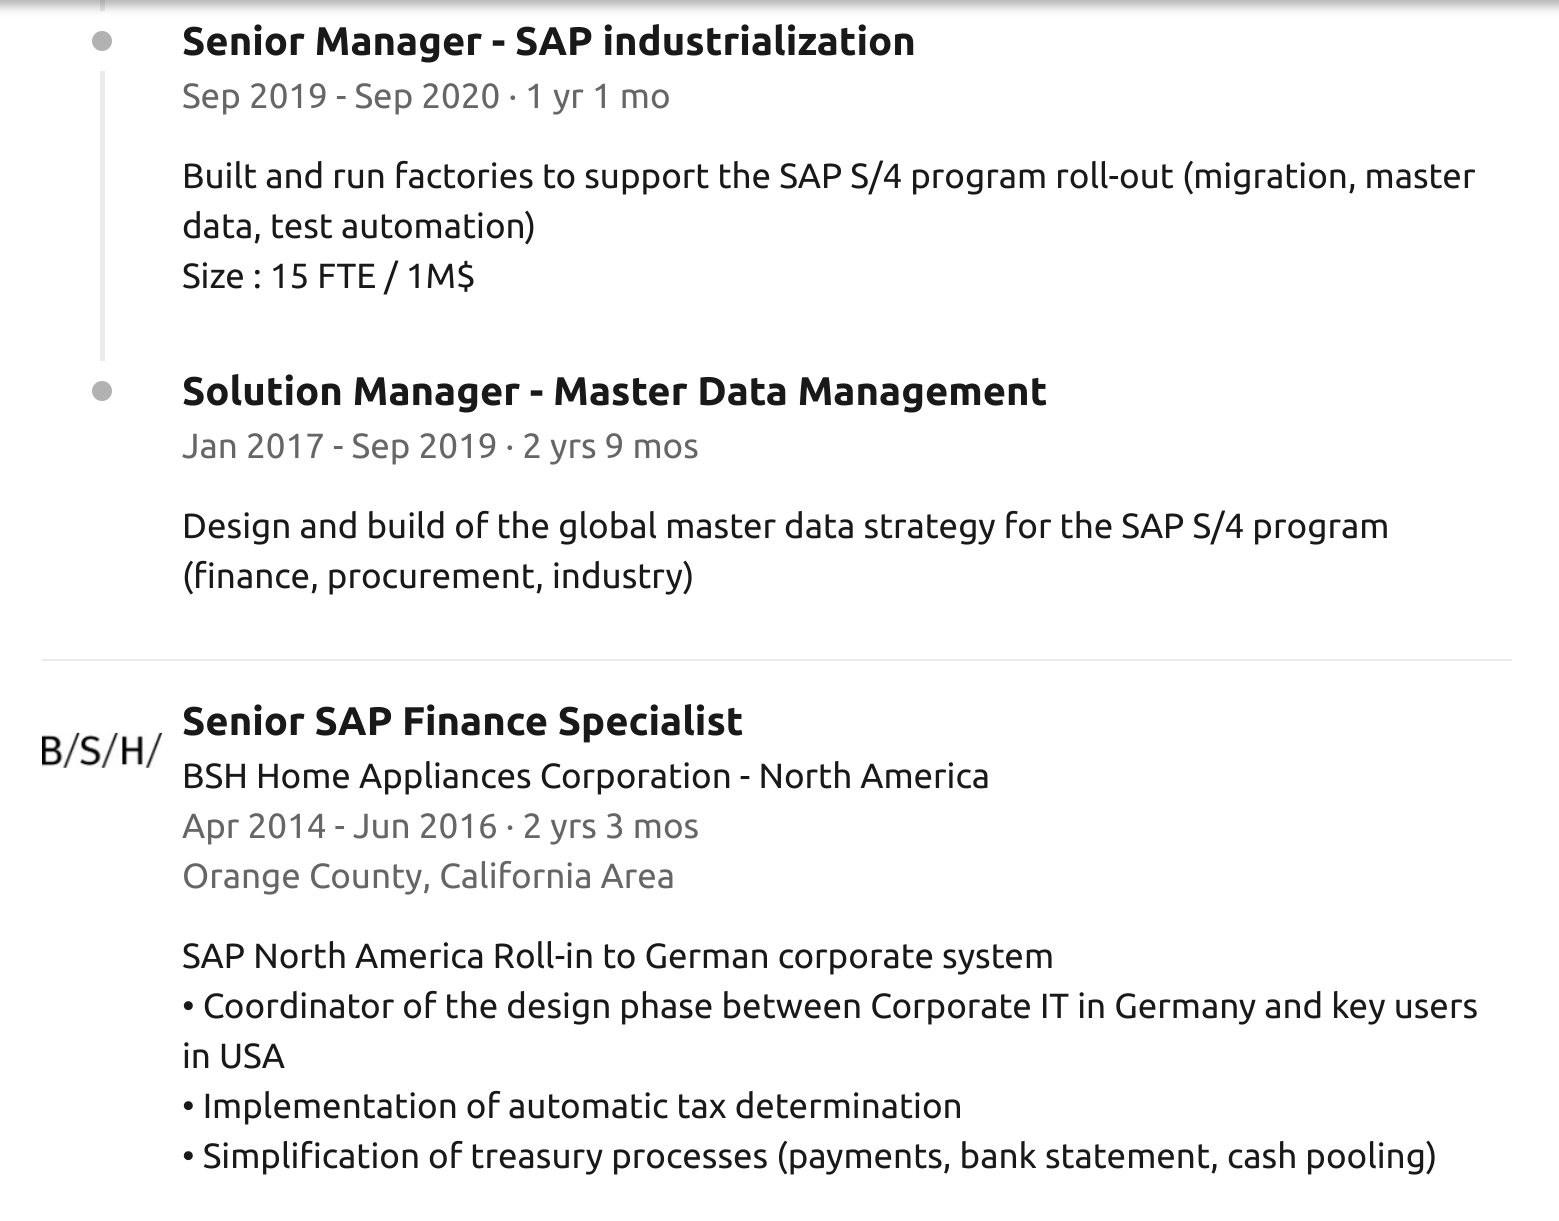 Senior Manager - SAP industrialization
Sep 2019 - Sep 2020 · 1 yr 1 mo
Built and run factories to support the SAP S/4 program roll-out (migration, master
data, test automation)
Size : 15 FTE / 1M$
Solution Manager - Master Data Management
Jan 2017 - Sep 2019 · 2 yrs 9 mos
Design and build of the global master data strategy for the SAP S/4 program
(finance, procurement, industry)
B/S/H/
Senior SAP Finance Specialist
BSH Home Appliances Corporation - North America
Apr 2014 - Jun 2016 · 2 yrs 3 mos
Orange County, California Area
SAP North America Roll-in to German corporate system
• Coordinator of the design phase between Corporate IT in Germany and key users
in USA
• Implementation of automatic tax determination
• Simplification of treasury processes (payments, bank statement, cash pooling)